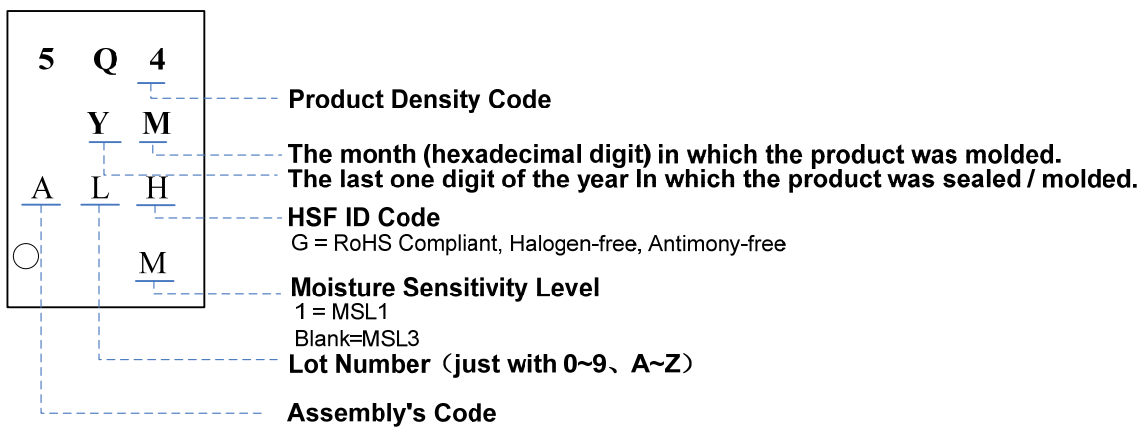 5 Q 4
Product Density Code
Y M
The month (hexadecimal digit) in which the product was molded.
The last one digit of the year In which the product was sealed / molded.
A L H
HSF ID Code
G = RoHS Compliant, Halogen-free, Antimony-free
M
Moisture Sensitivity Level
1 = MSL1
Blank=MSL3
Lot Number（just with 0~9、A~Z）
Assembly's Code